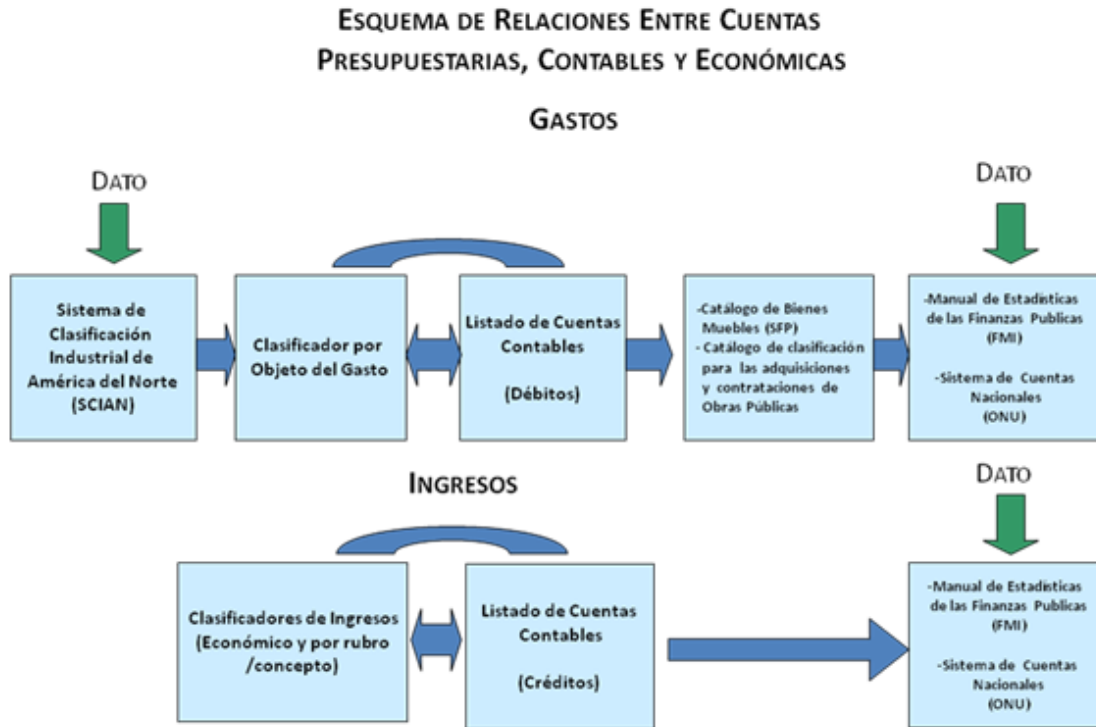 ESQUEMA DE RELACIONES ENTRE CUENTAS
PRESUPUESTARIAS, CONTABLES Y ECONÓMICAS
GASTOS
DATO
DATO
Sistema de
Clasificación
Industrial de
América del Norte
(SCIAN)
Clasificador por
Objeto del Gasto
Listado de Cuentas
Contables
(Débitos)
-Catálogo de Bienes
Muebles (SFP)
- Catálogo de clasificación
para las adquisiciones
y contrataciones de
Obras Públicas
-Manual de Estadísticas
de las Finanzas Publicas
(FMI)
-Sistema de Cuentas
Nacionales
(ONU)
INGRESOS
DATO
Clasificadores de Ingresos
(Económico y por rubro
/concepto)
Listado de Cuentas
Contables
(Créditos)
-Manual de Estadísticas
de las Finanzas Publicas
(FMI)
-Sistema de Cuentas
Nacionales
(ONU)